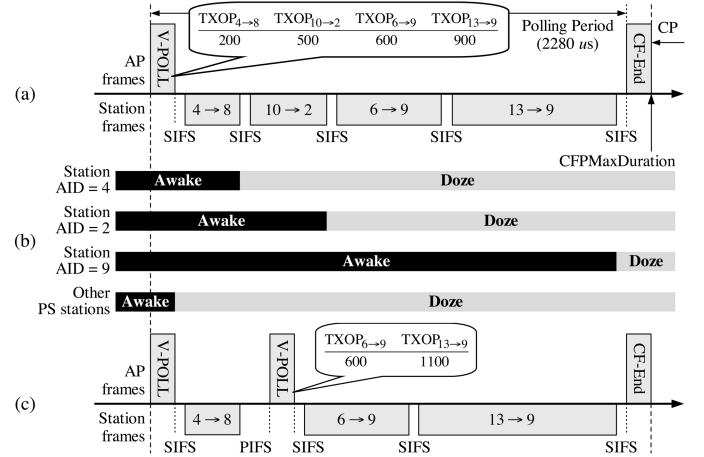 TXOP4→8 TXOP10→2 TXOP6→9 TXOP13→9
200 500 600 900
Polling Period
(2280 us)
CP
V-POLL
CF-End
AP
frames
(a)
Station
frames
4→8 10→2 6→9 13→9
SIFS SIFS SIFS SIFS SIFS
CFPMaxDuration
Station
AID = 4
Awake Doze
Station
AID = 2
Awake Doze
(b)
Station
AID = 9
Awake Doze
Other
PS stations
Awake Doze
TXOP6→9 TXOP13→9
600 1100
V-POLL V-POLL CF-End
AP
frames
(c)
Station
frames
4→8 6→9 13→9
SIFS PIFS SIFS SIFS SIFS